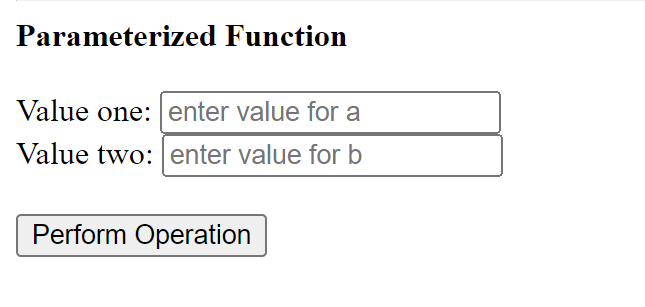 Parameterized Function
Value one: enter value for a
Value two: enter value for b
Perform Operation